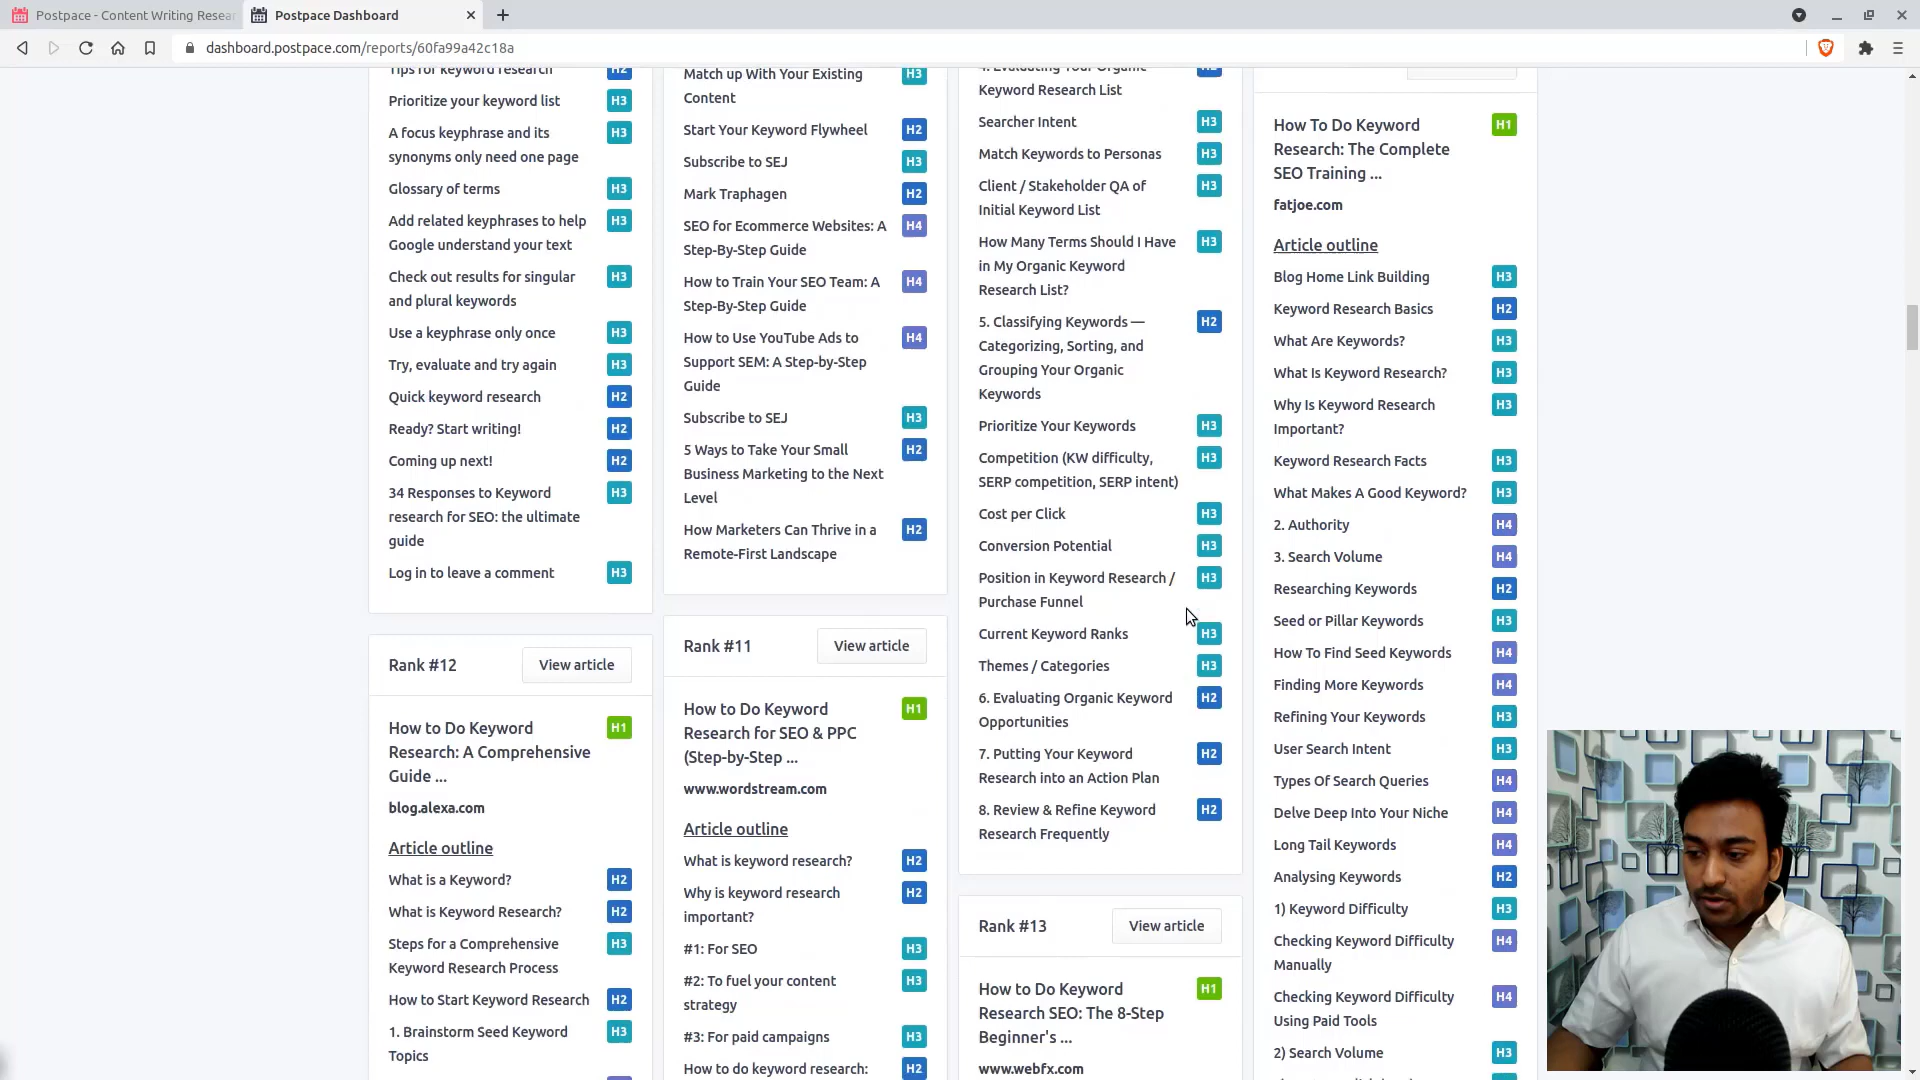 Postpace - Content Writing Resear
Postpace Dashboard
dashboard.postpace.com/reports/60fa99a42c18a
Tips for keyword research H2
Prioritize your keyword list H3
A focus keyphrase and its H3
synonyms only need one page
Glossary of terms H3
Add related keyphrases to help H3
Google understand your text
Check out results for singular H3
and plural keywords
Use a keyphrase only once H3
Try, evaluate and try again H3
Quick keyword research H2
Ready? Start writing! H2
Coming up next! H2
34 Responses to Keyword H3
research for SEO: the ultimate
guide
Log in to leave a comment H3
Rank #12 View article
How to Do Keyword H1
Research: A Comprehensive
Guide ...
blog.alexa.com
Article outline
What is a Keyword? H2
What is Keyword Research? H2
Steps for a Comprehensive H3
Keyword Research Process
How to Start Keyword Research H2
1. Brainstorm Seed Keyword H3
Topics
Match up With Your Existing H3
Content
Start Your Keyword Flywheel H2
Subscribe to SEJ H3
Mark Traphagen H2
SEO for Ecommerce Websites: A H4
Step-By-Step Guide
How to Train Your SEO Team: A H4
Step-By-Step Guide
How to Use YouTube Ads to H4
Support SEM: A Step-by-Step
Guide
Subscribe to SEJ H3
5 Ways to Take Your Small H2
Business Marketing to the Next
Level
How Marketers Can Thrive in a H2
Remote-First Landscape
Rank #11 View article
How to Do Keyword H1
Research for SEO & PPC
(Step-by-Step ...
www.wordstream.com
Article outline
What is keyword research? H2
Why is keyword research H2
important?
#1: For SEO H3
#2: To fuel your content H3
strategy
#3: For paid campaigns H3
How to do keyword research: H2
4. Evaluating Your Organic H2
Keyword Research List
Searcher Intent H3
Match Keywords to Personas H3
Client / Stakeholder QA of H3
Initial Keyword List
How Many Terms Should I Have H3
in My Organic Keyword
Research List?
5. Classifying Keywords — H2
Categorizing, Sorting, and
Grouping Your Organic
Keywords
Prioritize Your Keywords H3
Competition (KW difficulty, H3
SERP competition, SERP intent)
Cost per Click H3
Conversion Potential H3
Position in Keyword Research / H3
Purchase Funnel
Current Keyword Ranks H3
Themes / Categories H3
6. Evaluating Organic Keyword H2
Opportunities
7. Putting Your Keyword H2
Research into an Action Plan
8. Review & Refine Keyword H2
Research Frequently
Rank #13 View article
How to Do Keyword H1
Research SEO: The 8-Step
Beginner's ...
www.webfx.com
How To Do Keyword H1
Research: The Complete
SEO Training ...
fatjoe.com
Article outline
Blog Home Link Building H3
Keyword Research Basics H2
What Are Keywords? H3
What Is Keyword Research? H3
Why Is Keyword Research H3
Important?
Keyword Research Facts H3
What Makes A Good Keyword? H3
2. Authority H4
3. Search Volume H4
Researching Keywords H2
Seed or Pillar Keywords H3
How To Find Seed Keywords H4
Finding More Keywords H4
Refining Your Keywords H3
User Search Intent H3
Types Of Search Queries H4
Delve Deep Into Your Niche H4
Long Tail Keywords H4
Analysing Keywords H2
1) Keyword Difficulty H3
Checking Keyword Difficulty H4
Manually
Checking Keyword Difficulty H4
Using Paid Tools
2) Search Volume H3